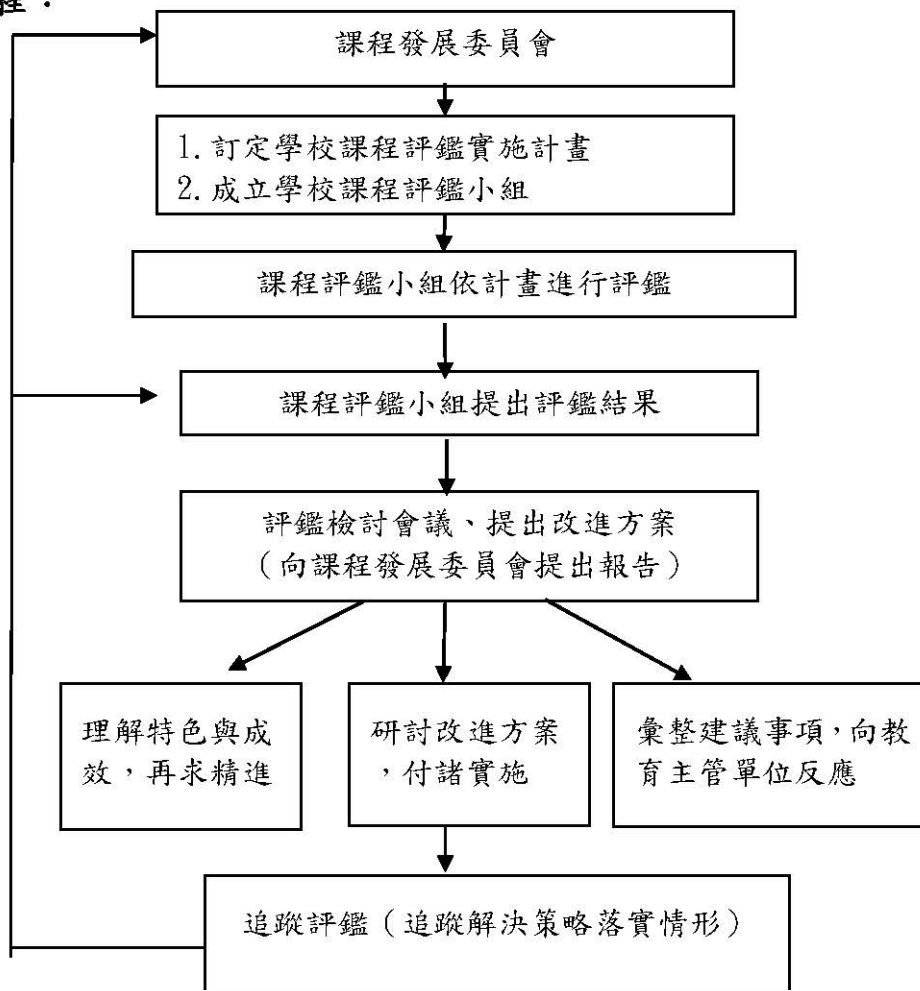 程：
課程發展委員會
1. 訂定學校課程評鑑實施計畫
2. 成立學校課程評鑑小組
課程評鑑小組依計畫進行評鑑
課程評鑑小組提出評鑑結果
評鑑檢討會議、提出改進方案
（向課程發展委員會提出報告）
理解特色與成
效，再求精進
研討改進方案
，付諸實施
彙整建議事項，向教
育主管單位反應
追蹤評鑑（追蹤解決策略落實情形）